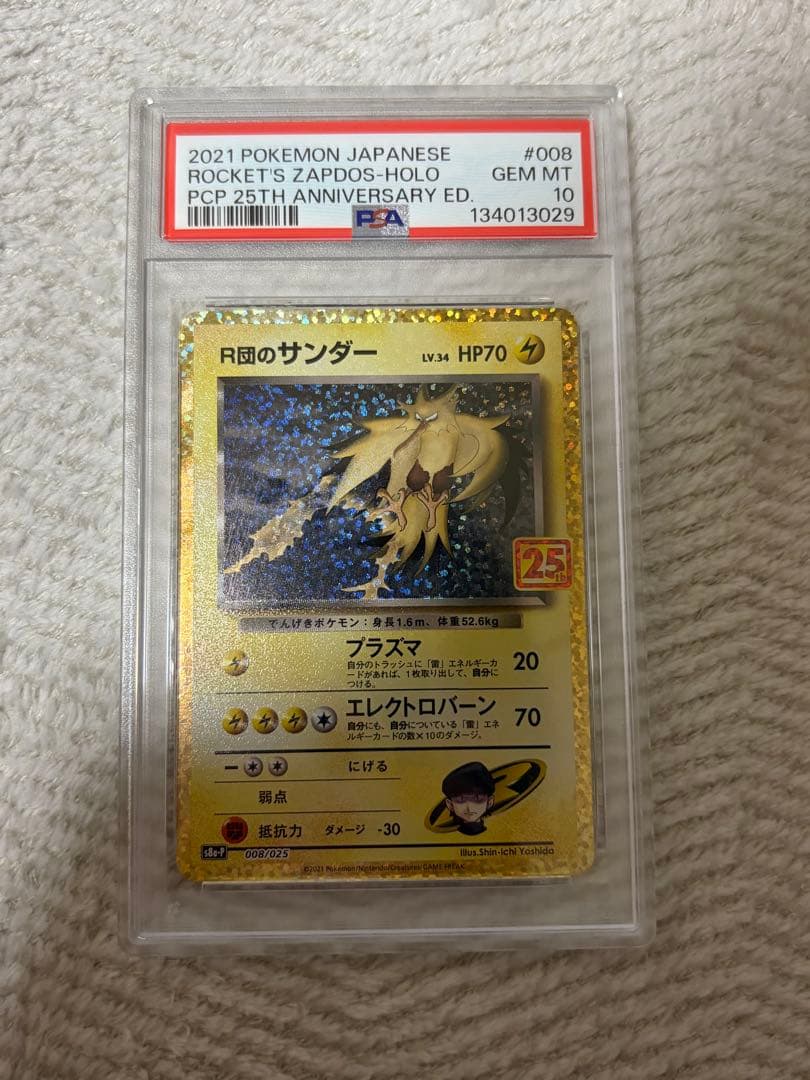 2021 POKEMON JAPANESE #008
ROCKET'S ZAPDOS-HOLO GEM MT
PCP 25TH ANNIVERSARY ED. 10
PSA 134013029
R団のサンダー LV.34 HP70
25th
でんげきポケモン：身長1.6m、体重52.6kg
プラズマ 20
自分のトラッシュに「雷」エネルギーカ
ードがあれば、1枚取り出して、自分に
つける。
エレクトロバーン 70
自分にも、自分についている「雷」エネ
ルギーカードの数×10のダメージ。
にげる
弱点
抵抗力 ダメージ -30
s8a-P 008/025 Illus.Shin-ichi Yoshida
©2021 Pokémon/Nintendo/Creatures/GAME FREAK